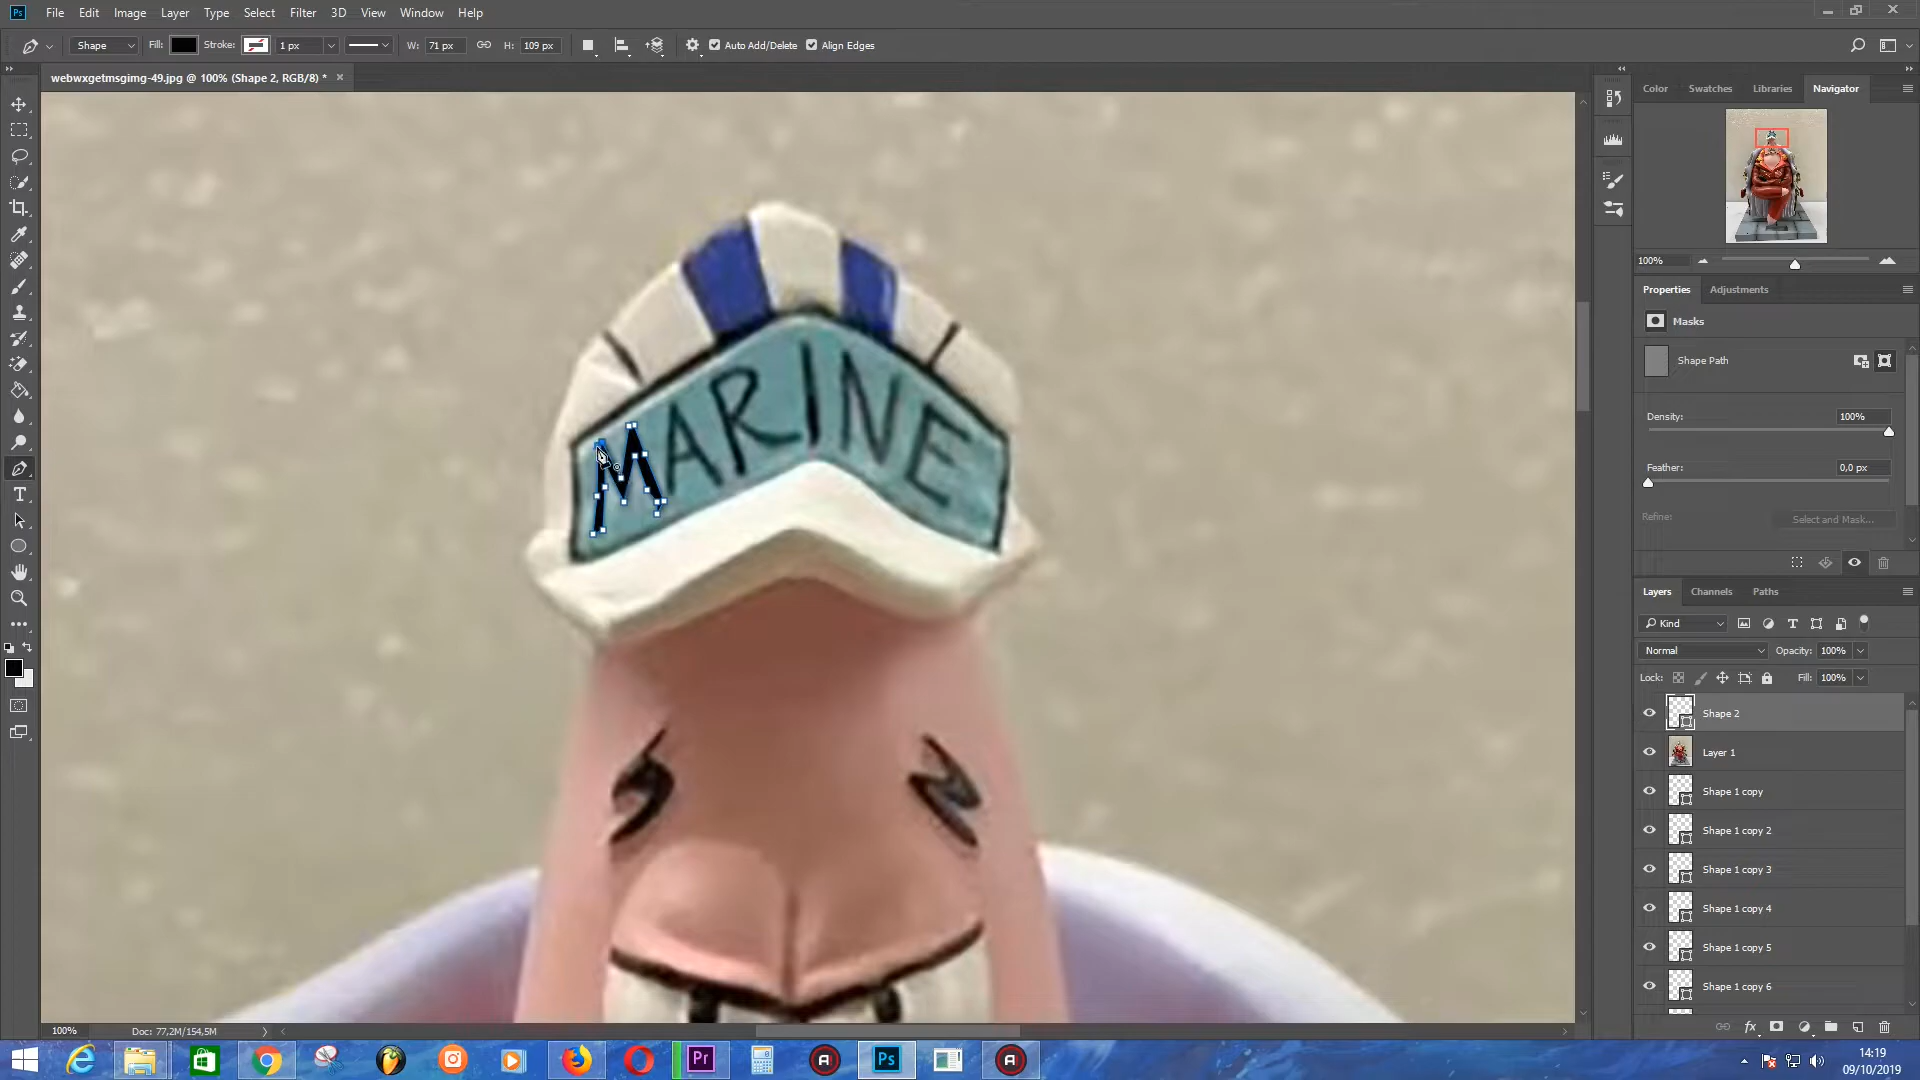 Ps File Edit Image Layer Type Select Filter 3D View Window Help
Shape Fill: Stroke: 1 px W: 71 px H: 109 px Auto Add/Delete Align Edges
webwxgetmsgimg-49.jpg @ 100% (Shape 2, RGB/8) * ×
Color Swatches Libraries Navigator
100%
Properties Adjustments
Masks
Shape Path
Density: 100%
Feather: 0,0 px
Refine: Select and Mask...
MARINE
Layers Channels Paths
Kind
Normal Opacity: 100%
Lock: Fill: 100%
Shape 2
Layer 1
Shape 1 copy
Shape 1 copy 2
Shape 1 copy 3
Shape 1 copy 4
Shape 1 copy 5
Shape 1 copy 6
fx
100% Doc: 77,2M/154,5M
Pr Ps
14:19
09/10/2019